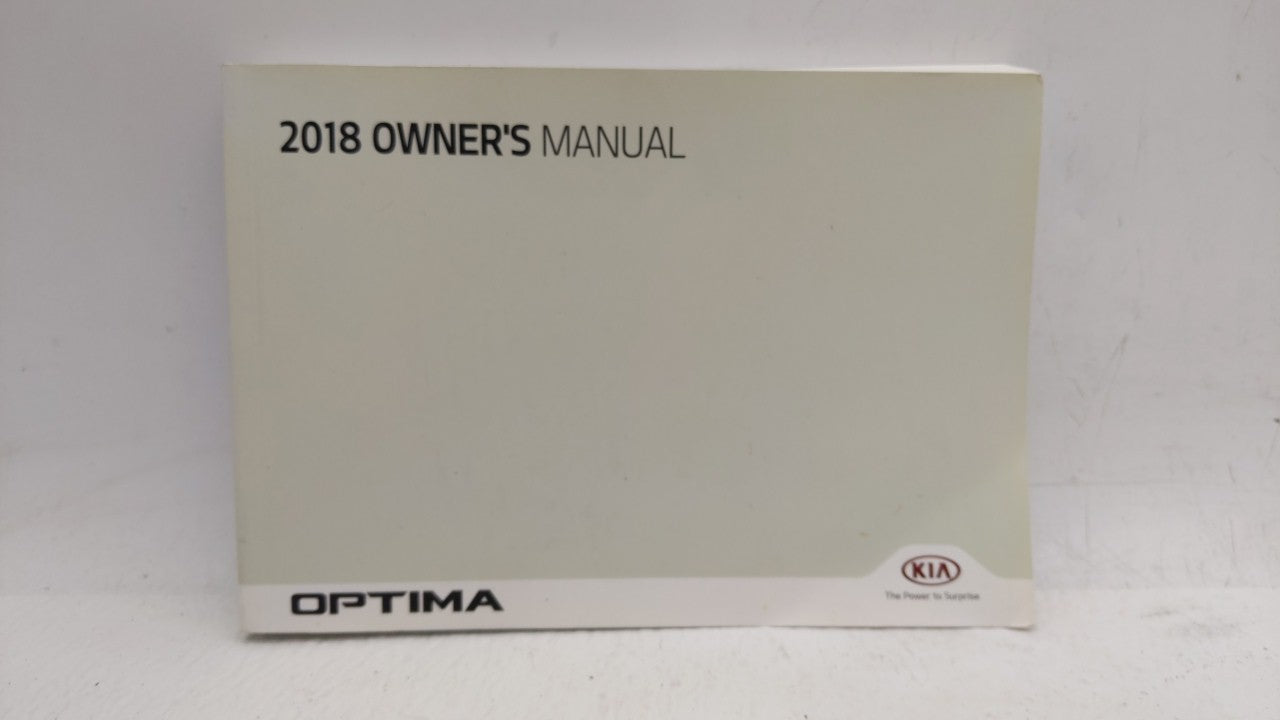 2018 OWNER'S MANUAL
OPTIMA
KIA
The Power to Surprise